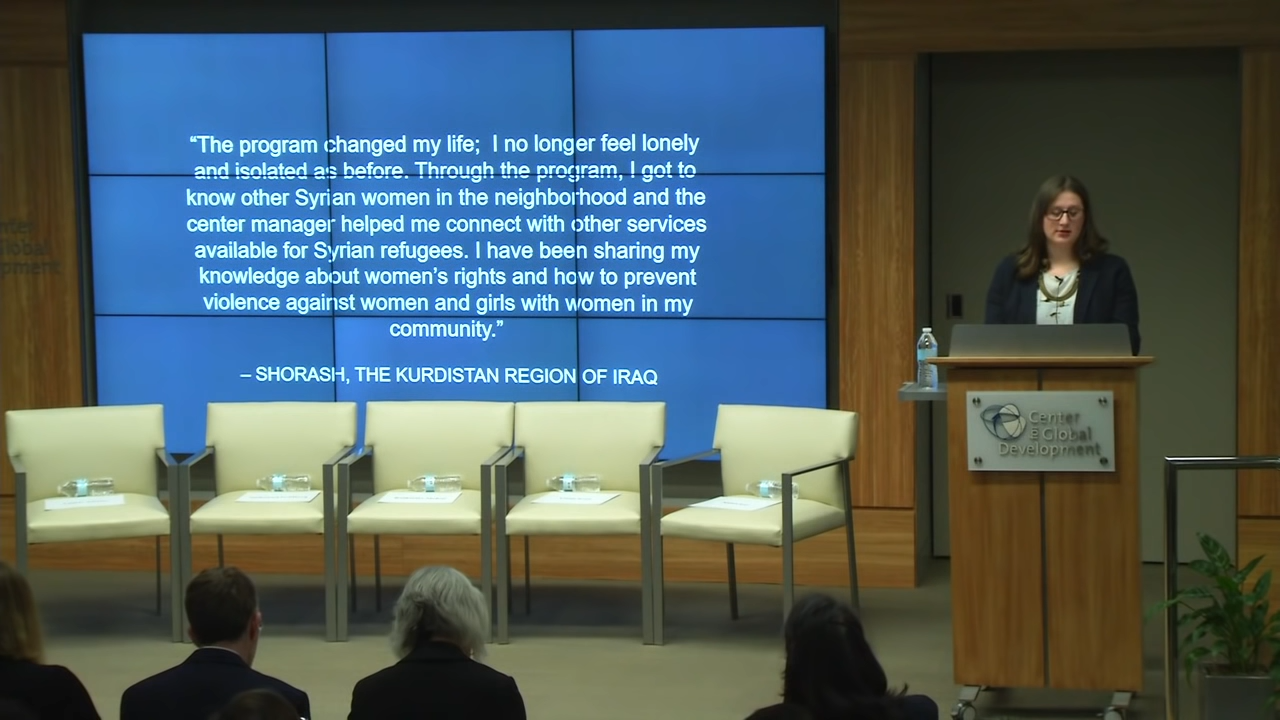 “The program changed my life;  I no longer feel lonely
and isolated as before. Through the program, I got to
know other Syrian women in the neighborhood and the
center manager helped me connect with other services
available for Syrian refugees. I have been sharing my
knowledge about women’s rights and how to prevent
violence against women and girls with women in my
community.”
– SHORASH, THE KURDISTAN REGION OF IRAQ
Center
for Global
Development